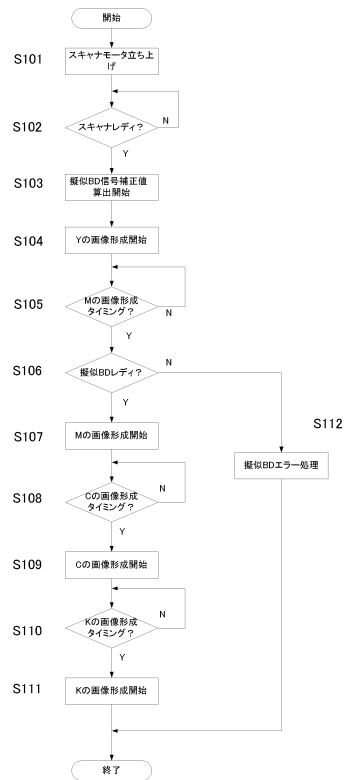 開始
S101
スキャナモータ立ち上
げ
S102
スキャナレディ？
N
Y
S103
擬似BD信号補正値
算出開始
S104
Yの画像形成開始
S105
Mの画像形成
タイミング？
N
Y
S106
擬似BDレディ？
N
Y
S107
Mの画像形成開始
S112
擬似BDエラー処理
S108
Cの画像形成
タイミング？
N
Y
S109
Cの画像形成開始
S110
Kの画像形成
タイミング？
N
Y
S111
Kの画像形成開始
終了